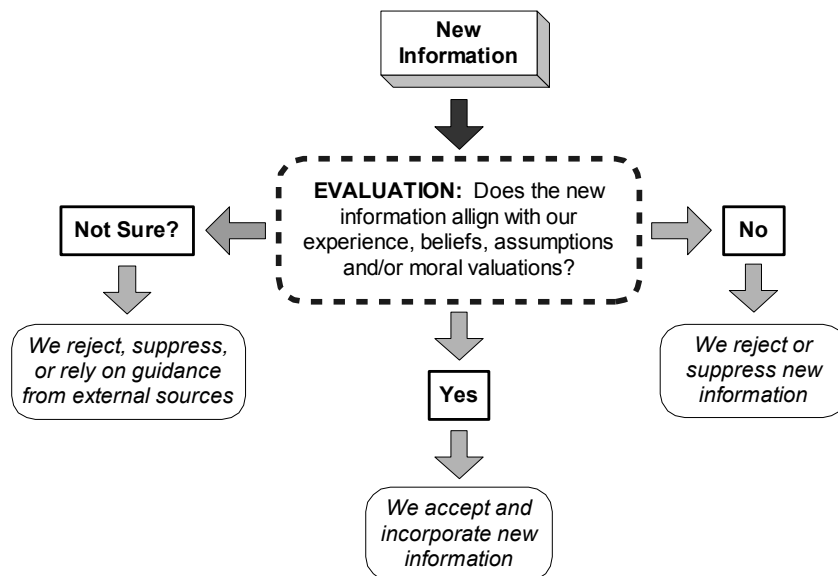 New
Information
EVALUATION: Does the new
information allign with our
experience, beliefs, assumptions
and/or moral valuations?
Not Sure?
No
We reject, suppress,
or rely on guidance
from external sources
Yes
We reject or
suppress new
information
We accept and
incorporate new
information